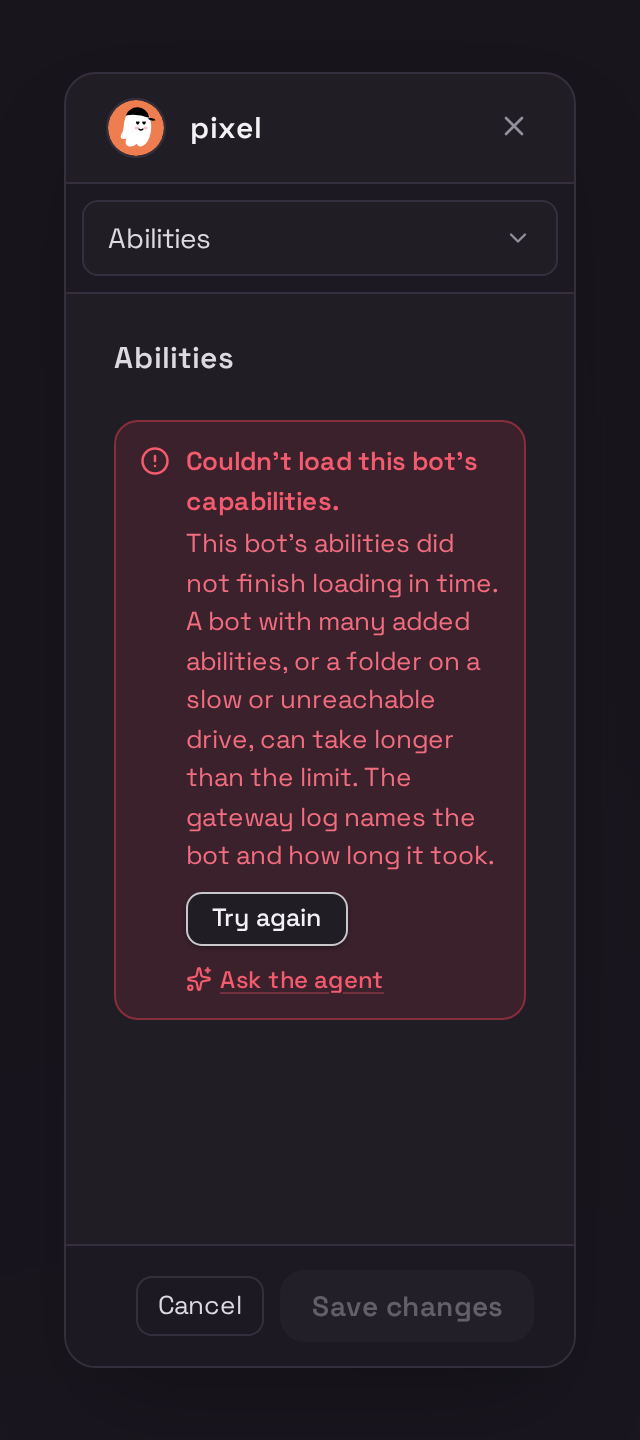 pixel
Abilities
Abilities
Couldn't load this bot's
capabilities.
This bot's abilities did
not finish loading in time.
A bot with many added
abilities, or a folder on a
slow or unreachable
drive, can take longer
than the limit. The
gateway log names the
bot and how long it took.
Try again
Ask the agent
Cancel
Save changes